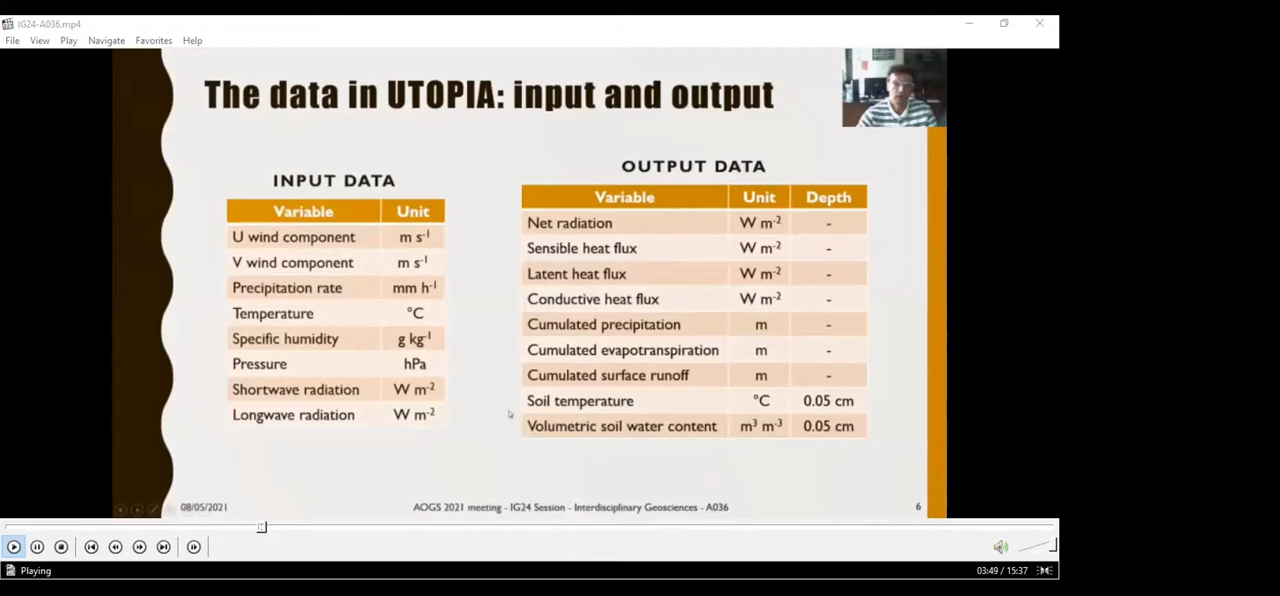 IG24-A036.mp4
File View Play Navigate Favorites Help
The data in UTOPIA: input and output
INPUT DATA
Variable Unit
U wind component m s-1
V wind component m s-1
Precipitation rate mm h-1
Temperature °C
Specific humidity g kg-1
Pressure hPa
Shortwave radiation W m-2
Longwave radiation W m-2
OUTPUT DATA
Variable Unit Depth
Net radiation W m-2 -
Sensible heat flux W m-2 -
Latent heat flux W m-2 -
Conductive heat flux W m-2 -
Cumulated precipitation m -
Cumulated evapotranspiration m -
Cumulated surface runoff m -
Soil temperature °C 0.05 cm
Volumetric soil water content m3 m-3 0.05 cm
08/05/2021 AOGS 2021 meeting - IG24 Session - Interdisciplinary Geosciences - A036 6
Playing 03:49 / 15:37